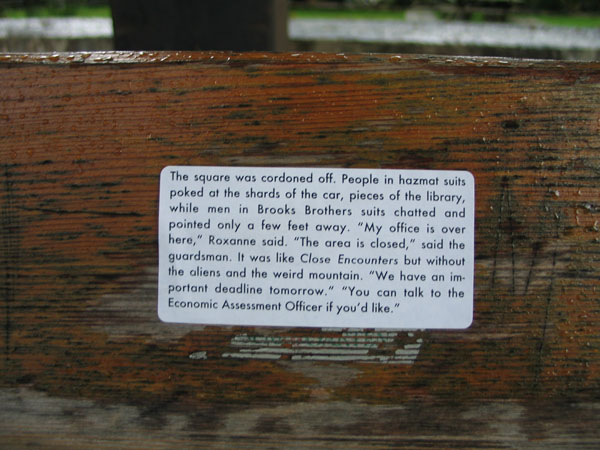 The square was cordoned off. People in hazmat suits
poked at the shards of the car, pieces of the library,
while men in Brooks Brothers suits chatted and
pointed only a few feet away. “My office is over
here,” Roxanne said. “The area is closed,” said the
guardsman. It was like Close Encounters but without
the aliens and the weird mountain. “We have an im-
portant deadline tomorrow.” “You can talk to the
Economic Assessment Officer if you’d like.”